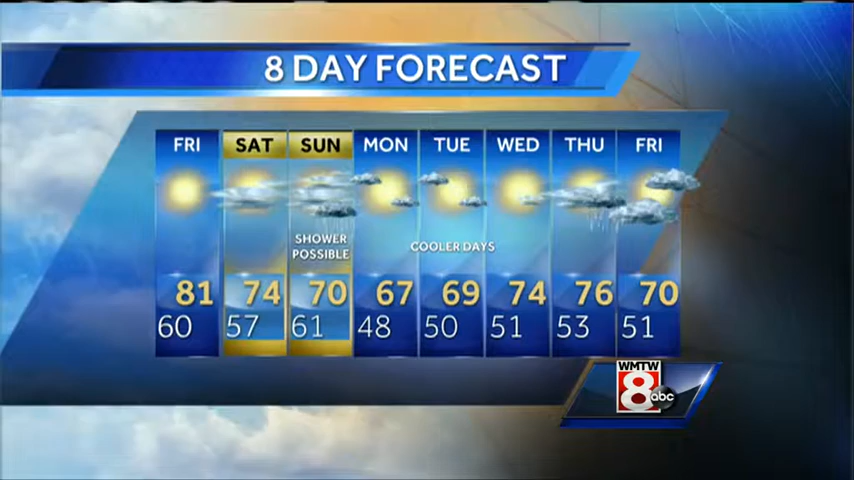 8 DAY FORECAST
FRI SAT SUN MON TUE WED THU FRI
SHOWER
POSSIBLE
COOLER DAYS
81 74 70 67 69 74 76 70
60 57 61 48 50 51 53 51
WMTW
8 abc